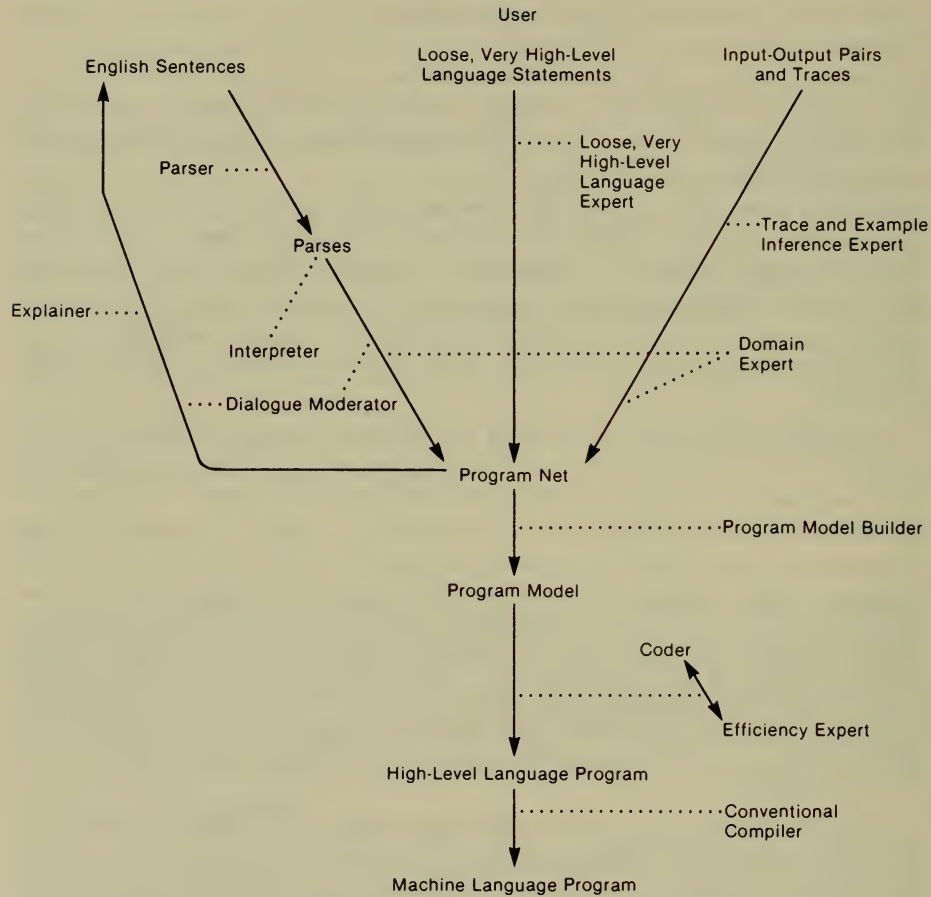 User
English Sentences
Loose, Very High-Level
Language Statements
Input-Output Pairs
and Traces
Parser
Loose, Very
High-Level
Language
Expert
Trace and Example
Inference Expert
Parses
Explainer
Interpreter
Domain
Expert
Dialogue Moderator
Program Net
Program Model Builder
Program Model
Coder
Efficiency Expert
High-Level Language Program
Conventional
Compiler
Machine Language Program